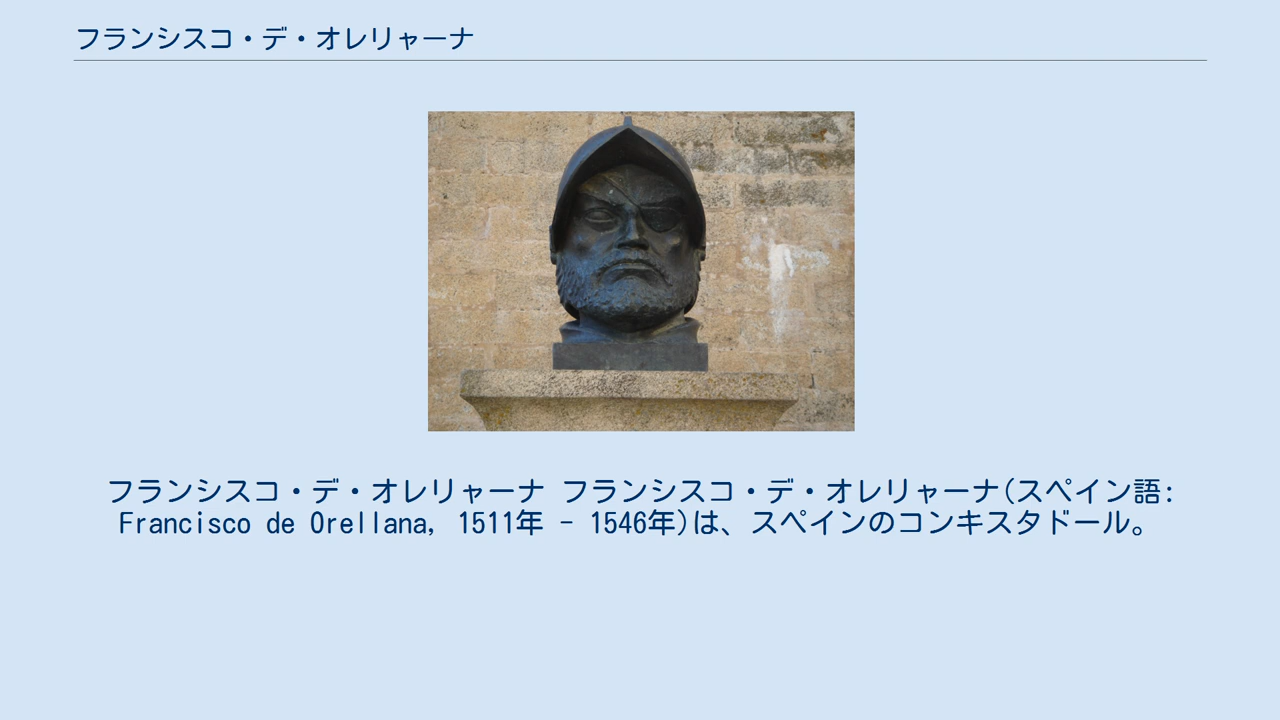 フランシスコ・デ・オレリャーナ
フランシスコ・デ・オレリャーナ フランシスコ・デ・オレリャーナ(スペイン語:
Francisco de Orellana, 1511年 - 1546年)は、スペインのコンキスタドール。